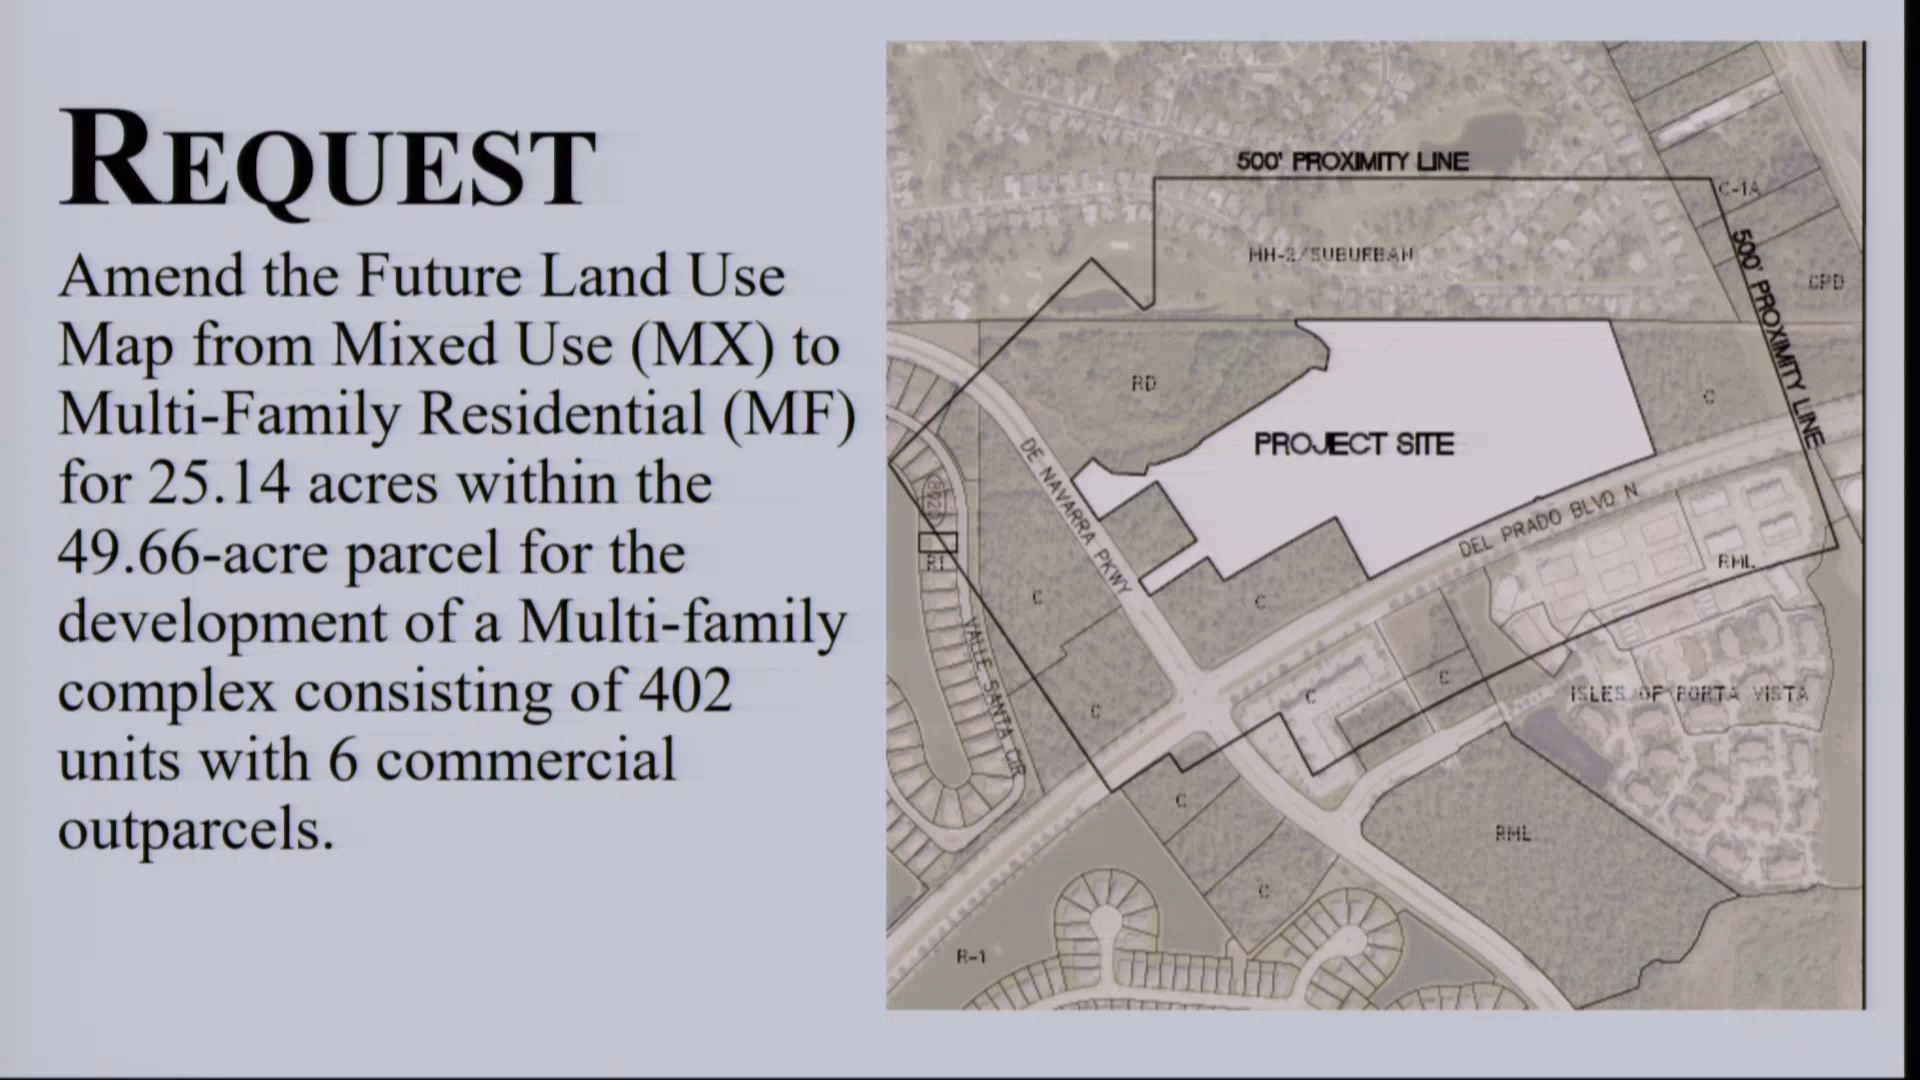 REQUEST
Amend the Future Land Use
Map from Mixed Use (MX) to
Multi-Family Residential (MF)
for 25.14 acres within the
49.66-acre parcel for the
development of a Multi-family
complex consisting of 402
units with 6 commercial
outparcels.
500' PROXIMITY LINE
C-1A
500' PROXIMITY LINE
MH-2/SUBURBAN
CPD
RD
C
PROJECT SITE
DE NAVARRA PKWY
DEL PRADO BLVD N
R1
RML
C
C
VALLE SANTA CIR
C
C
C
ISLES OF PORTA VISTA
C
RML
C
R-1